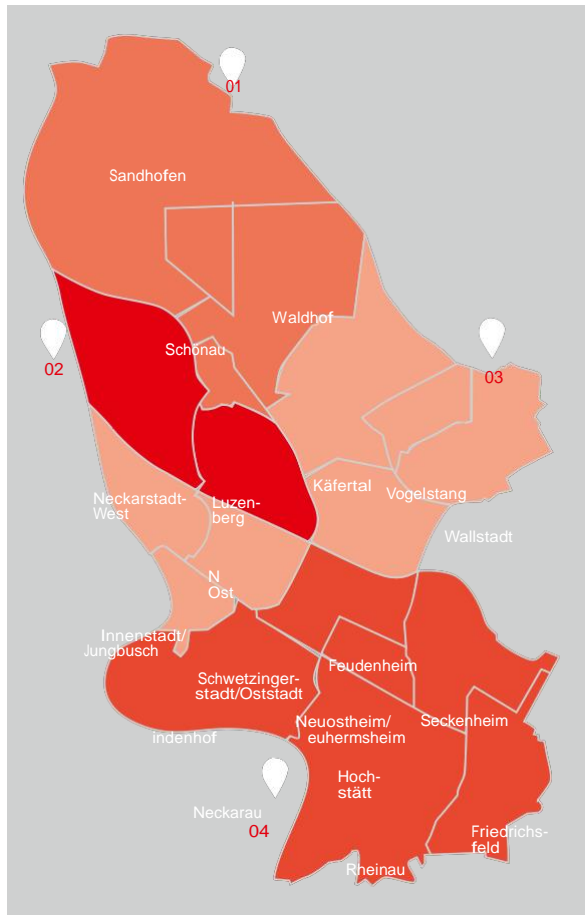 01
Sandhofen
Waldhof
Schönau
02
03
Käfertal
Vogelstang
Neckarstadt-
West
Luzen-
berg
Wallstadt
N
Ost
Innenstadt/
Jungbusch
Feudenheim
Schwetzinger-
stadt/Oststadt
Neuostheim/
euhermsheim
Seckenheim
indenhof
Hoch-
stätt
Neckarau
04
Friedrichs-
feld
Rheinau